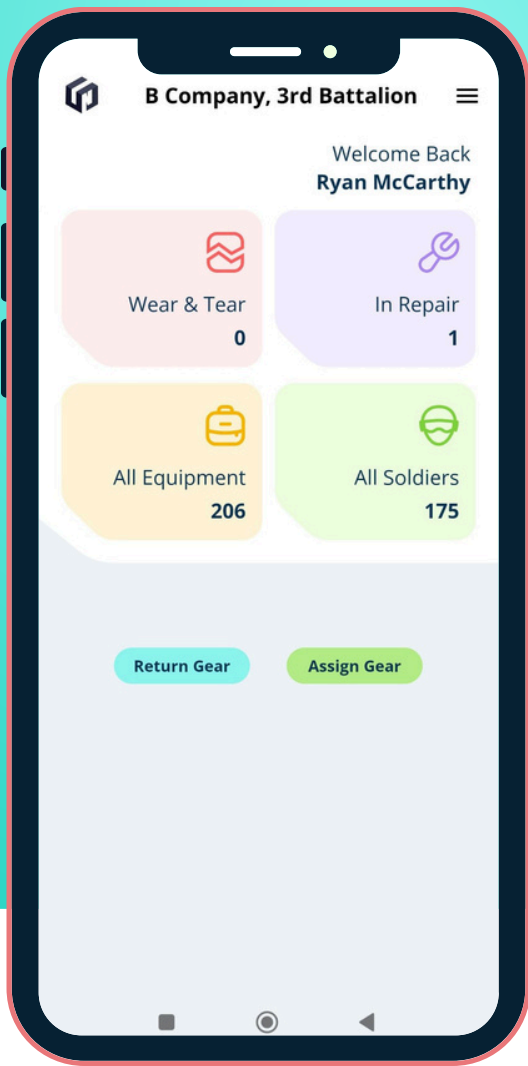 B Company, 3rd Battalion
Welcome Back
Ryan McCarthy
Wear & Tear
0
In Repair
1
All Equipment
206
All Soldiers
175
Return Gear
Assign Gear